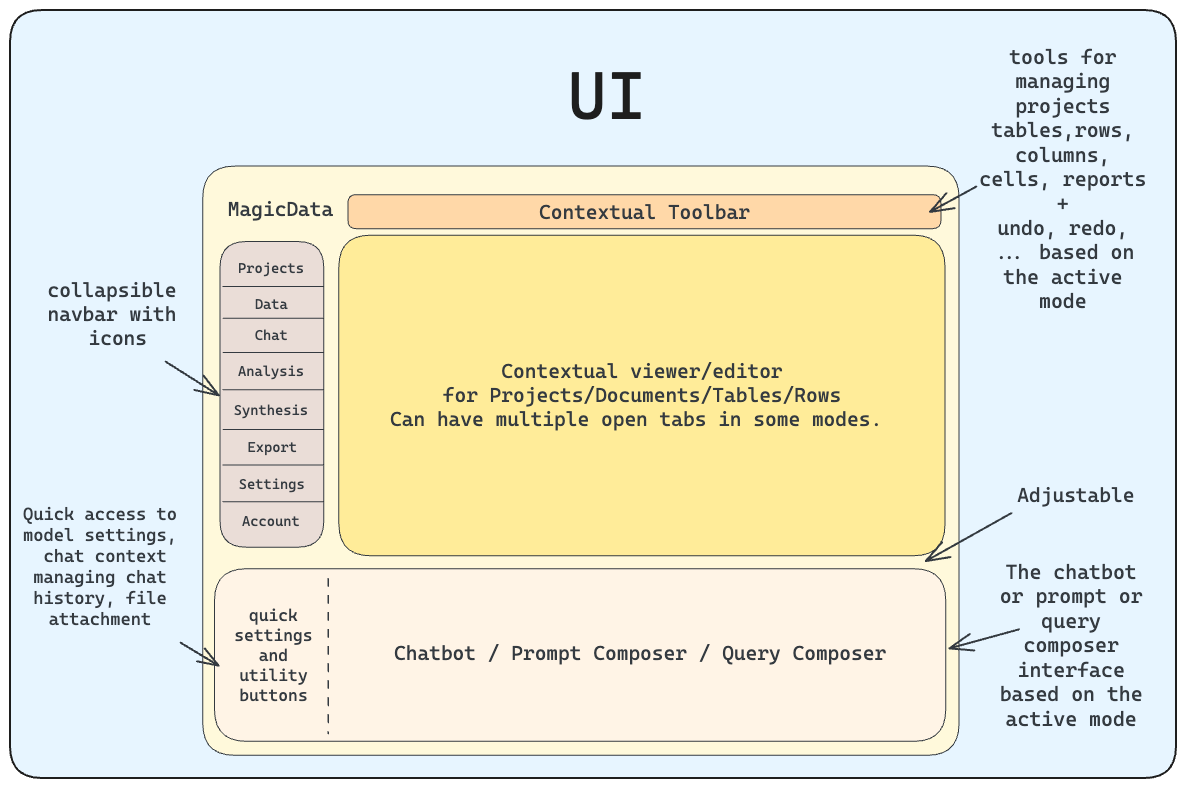 UI
tools for
managing
projects
tables,rows,
columns,
cells, reports
+
undo, redo,
... based on
the active
mode
MagicData
Contextual Toolbar
collapsible
navbar with
icons
Projects
Data
Chat
Analysis
Synthesis
Export
Settings
Account
Contextual viewer/editor
for Projects/Documents/Tables/Rows
Can have multiple open tabs in some modes.
Quick access to
model settings,
chat context
managing chat
history, file
attachment
Adjustable
quick
settings
and
utility
buttons
Chatbot / Prompt Composer / Query Composer
The chatbot
or prompt or
query
composer
interface
based on the
active mode